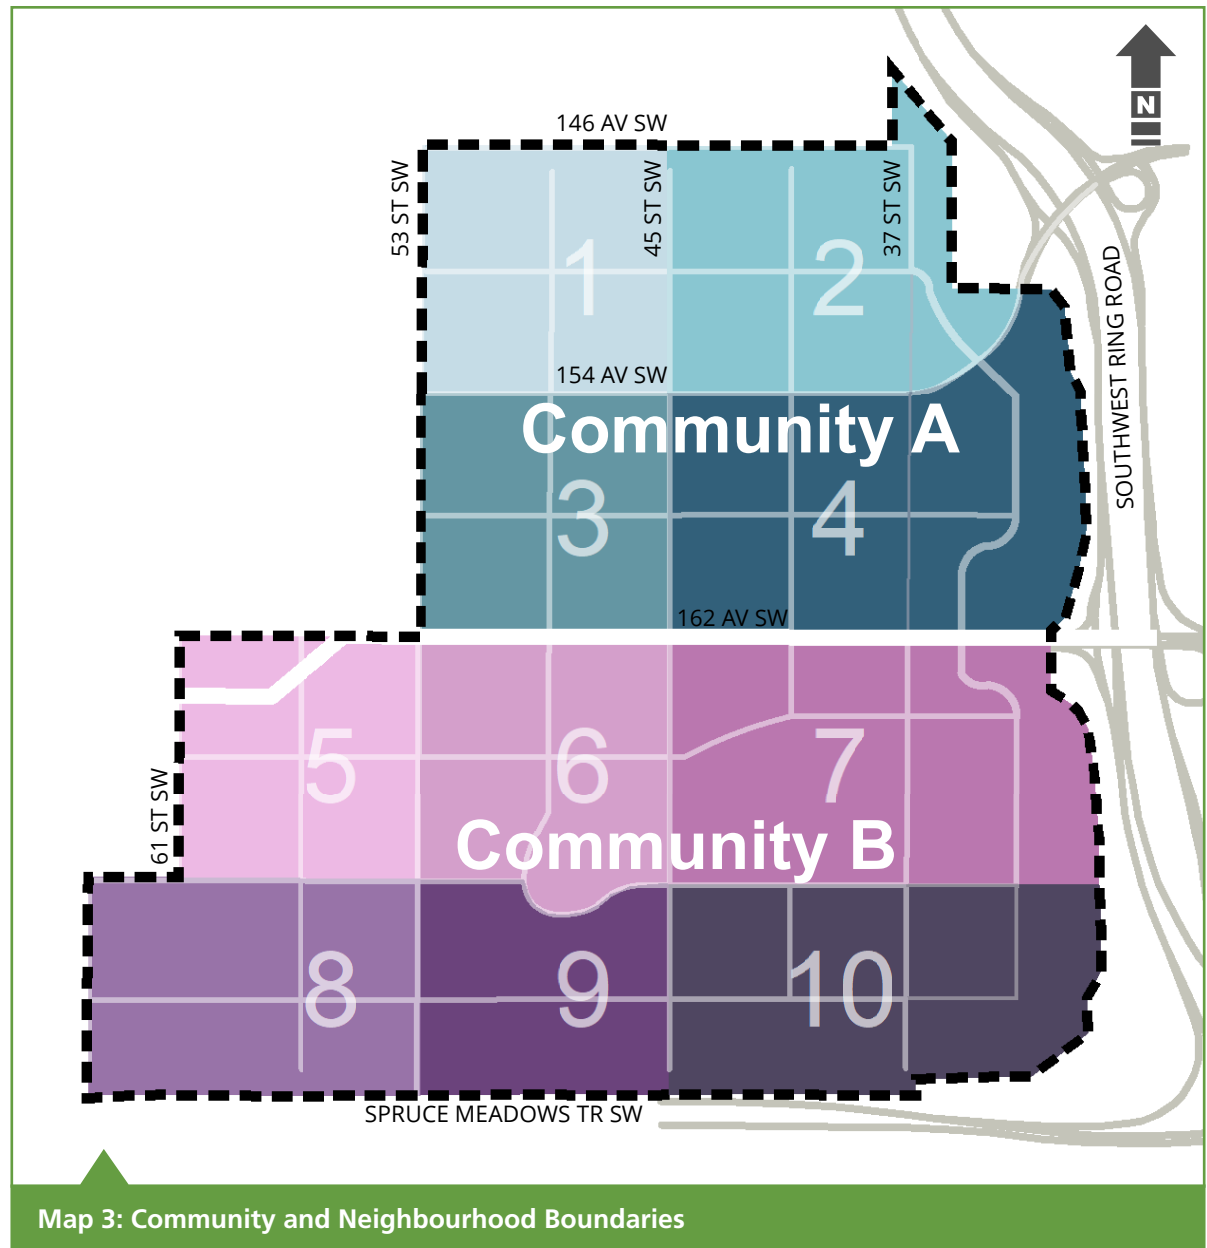 N
146 AV SW
53 ST SW
45 ST SW
37 ST SW
1
2
SOUTHWEST RING ROAD
154 AV SW
Community A
3
4
162 AV SW
5
6
7
61 ST SW
Community B
8
9
10
SPRUCE MEADOWS TR SW
Map 3: Community and Neighbourhood Boundaries